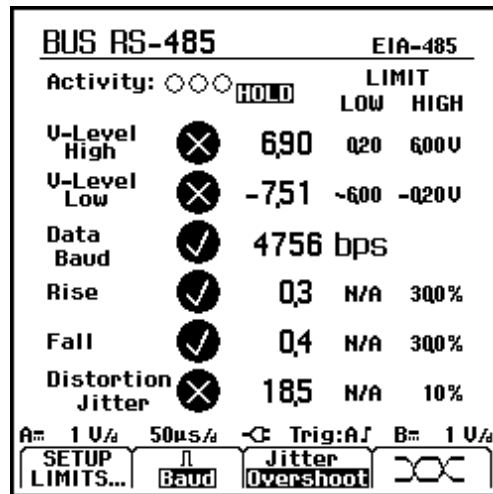 BUS RS-485 EIA-485
Activity: HOLD LIMIT
LOW HIGH
V-Level High 6,90 0,20 6,00 V
V-Level Low -7,51 ~6,00 -0,20 V
Data Baud 4756 bps
Rise 0,3 N/A 30,0 %
Fall 0,4 N/A 30,0 %
Distortion Jitter 18,5 N/A 10 %
A 1 V/d 50µs/d Trig:A B 1 V/d
SETUP LIMITS... Baud Jitter Overshoot